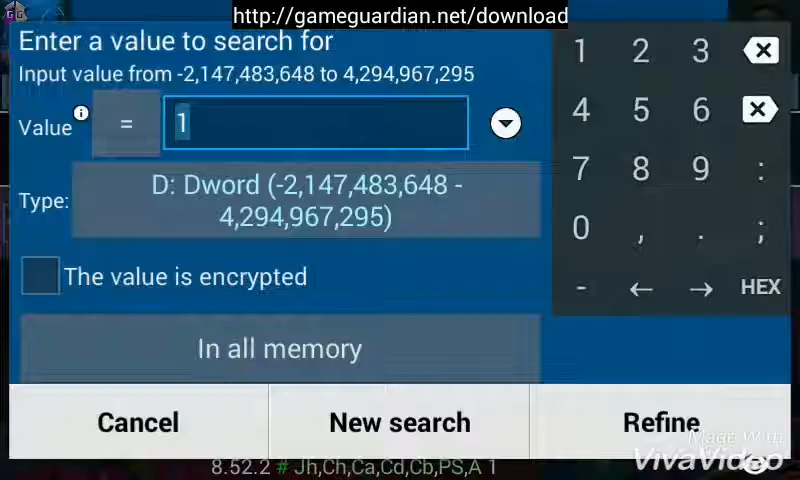 http://gameguardian.net/download
Enter a value to search for
Input value from -2,147,483,648 to 4,294,967,295
Value = 1
Type: D: Dword (-2,147,483,648 -
4,294,967,295)
The value is encrypted
In all memory
1 2 3
4 5 6
7 8 9 :
0 , . ;
- ← → HEX
Cancel New search Refine
Made With
VivaVideo
8.52.2 # Jh,Ch,Ca,Cd,Cb,PS,A 1